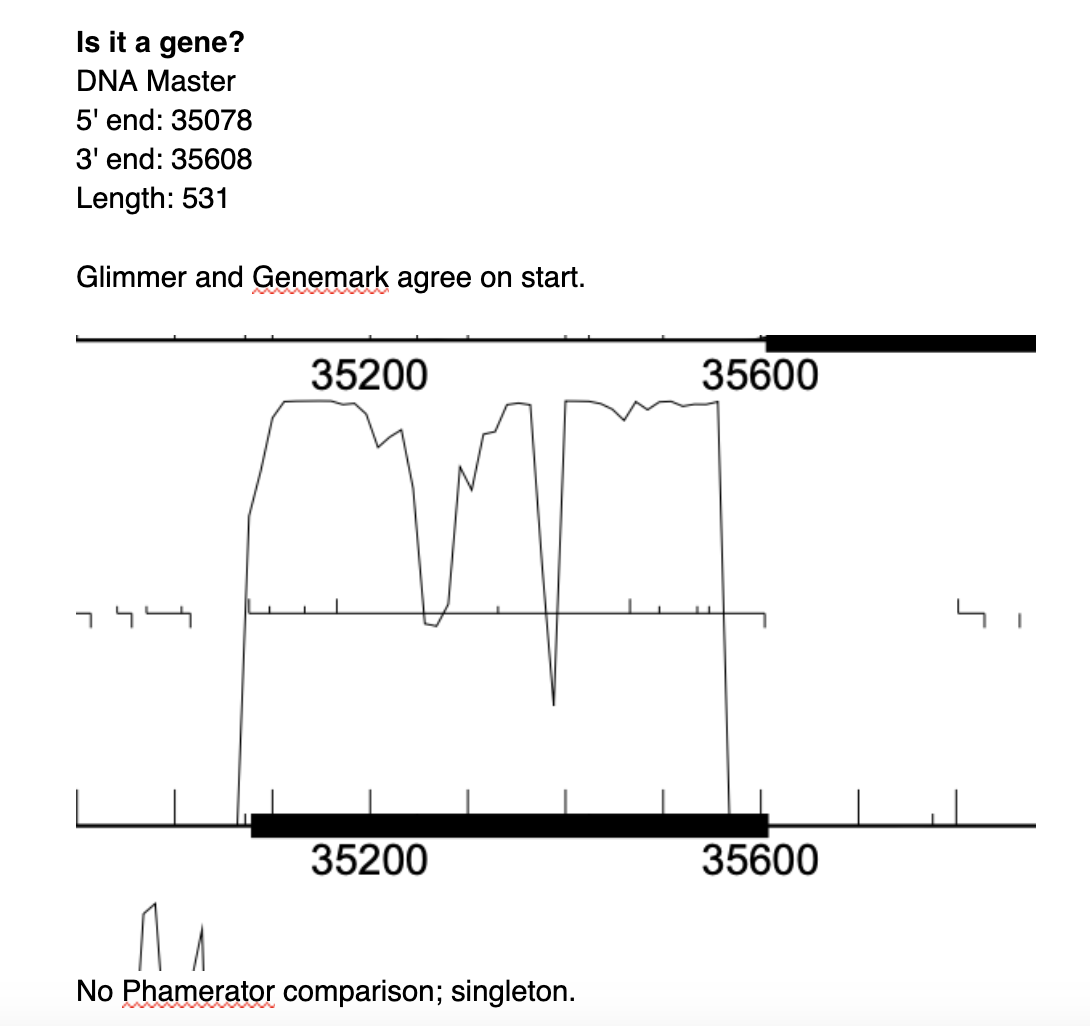 Is it a gene?
DNA Master
5' end: 35078
3' end: 35608
Length: 531
Glimmer and Genemark agree on start.
35200 35600
35200 35600
No Phamerator comparison; singleton.